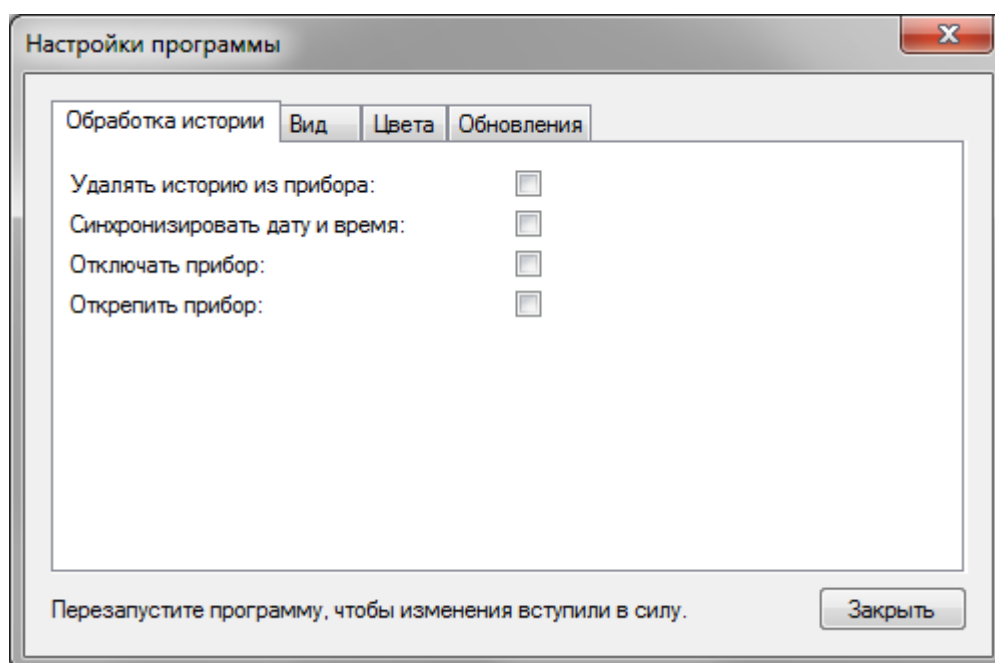 Настройки программы
Обработка истории Вид Цвета Обновления
Удалять историю из прибора:
Синхронизировать дату и время:
Отключать прибор:
Открепить прибор:
Перезапустите программу, чтобы изменения вступили в силу. Закрыть